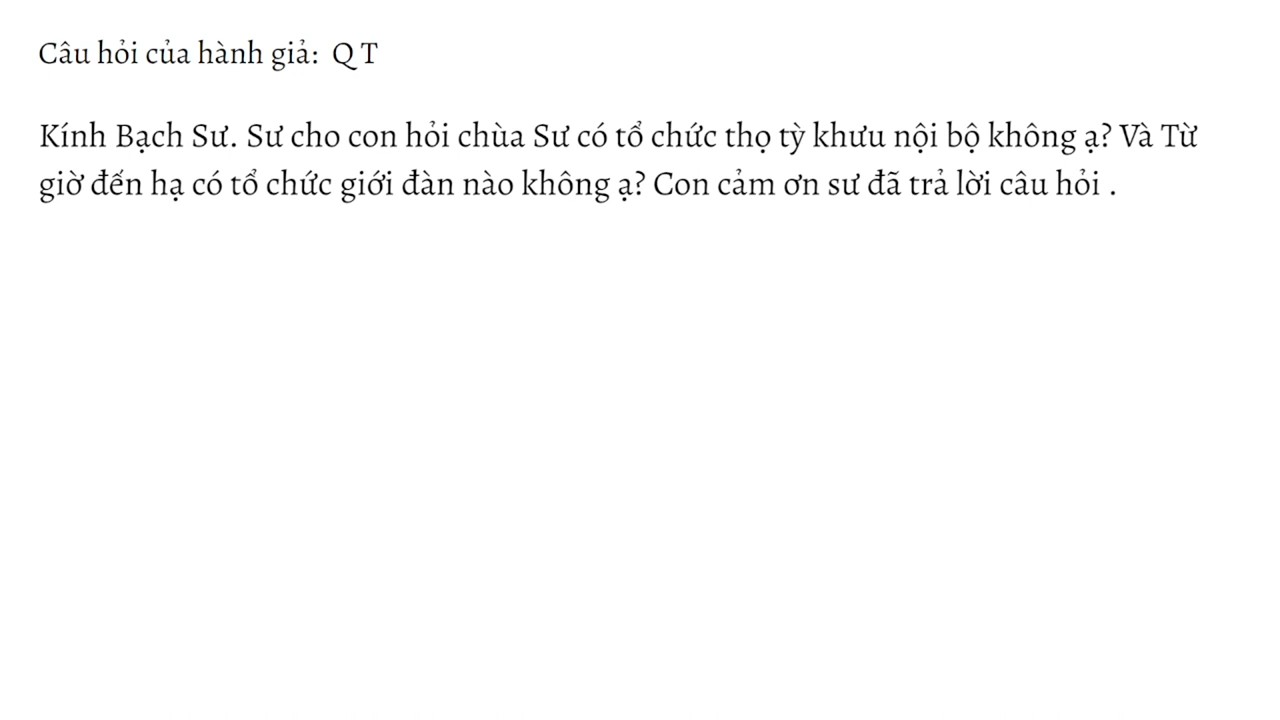 Câu hỏi của hành giả: Q T
Kính Bạch Sư. Sư cho con hỏi chùa Sư có tổ chức thọ tỳ khưu nội bộ không ạ? Và Từ
giờ đến hạ có tổ chức giới đàn nào không ạ? Con cảm ơn sư đã trả lời câu hỏi .